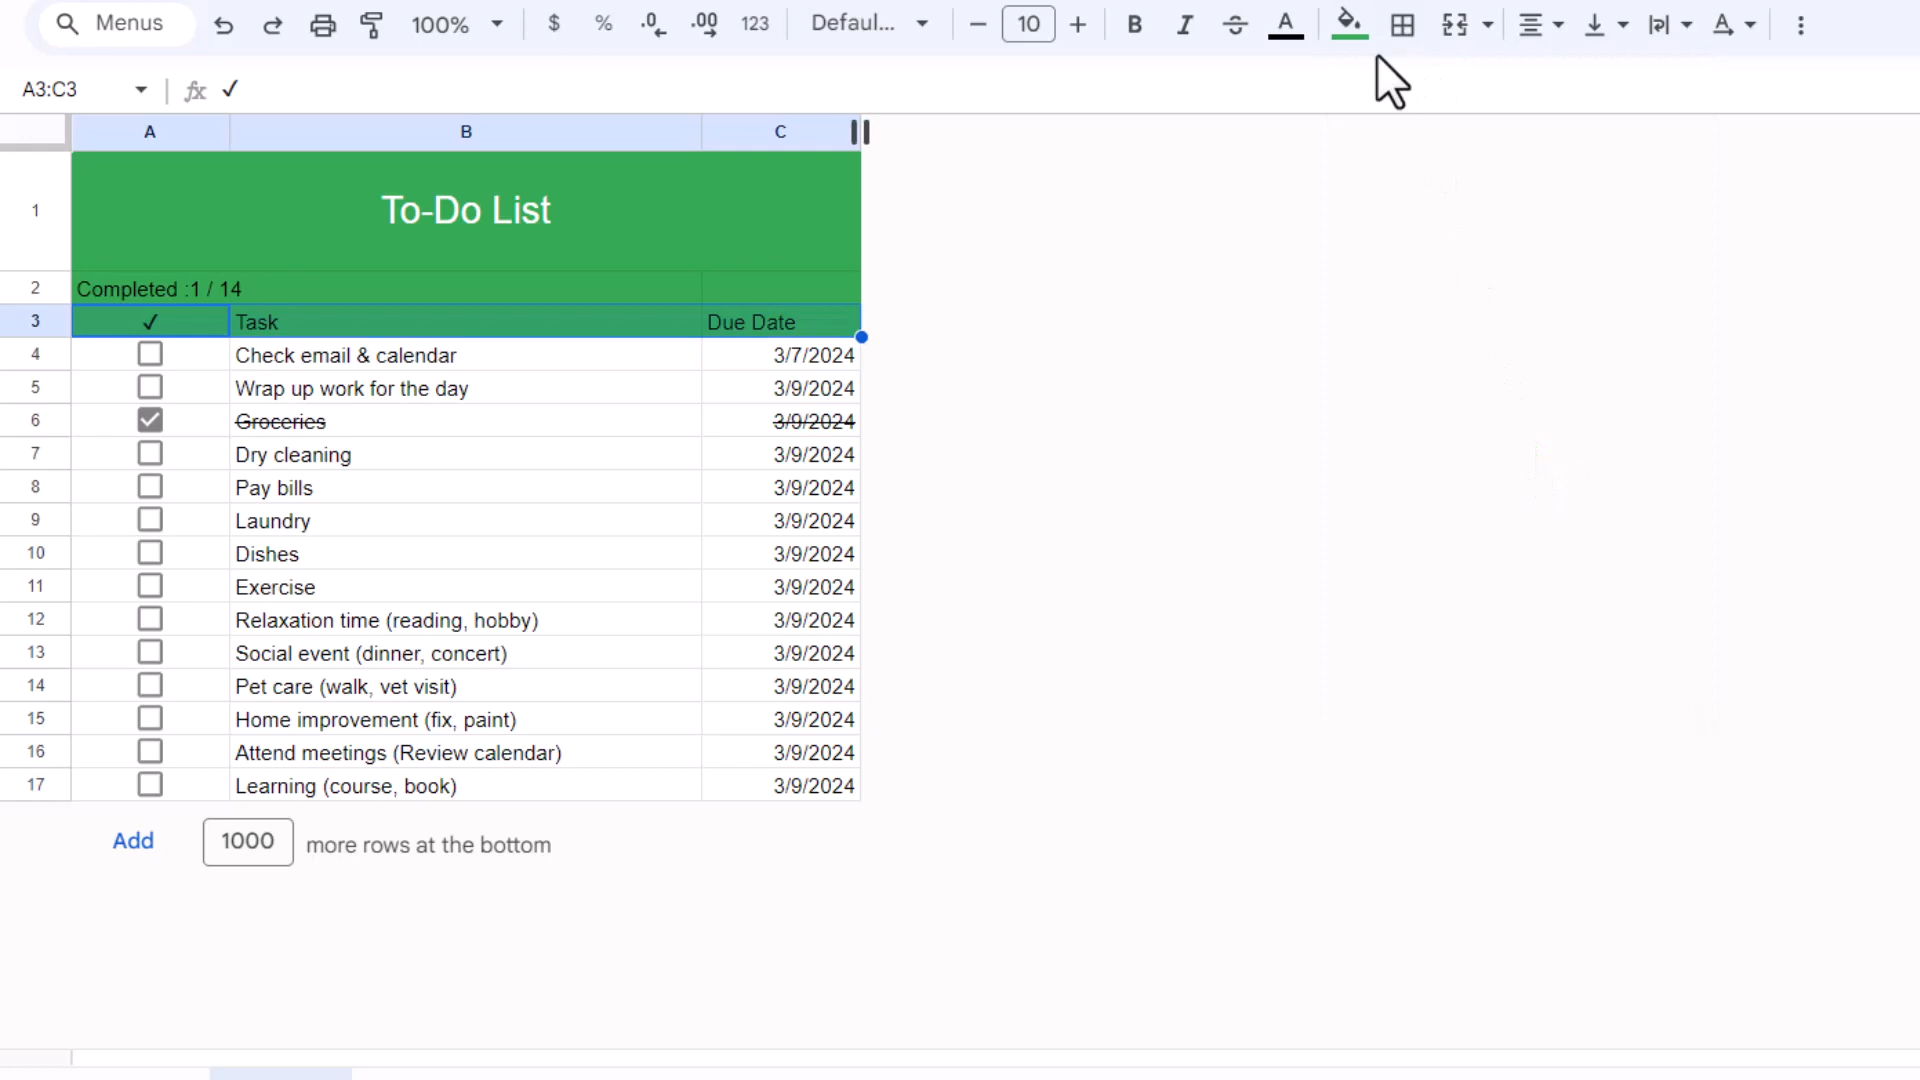 Menus 100% $ % .0 .00 123 Defaul... 10 B I S A A
A3:C3 fx ✓
A B C
1 To-Do List
2 Completed :1 / 14
3 ✓ Task Due Date
4 Check email & calendar 3/7/2024
5 Wrap up work for the day 3/9/2024
6 Groceries 3/9/2024
7 Dry cleaning 3/9/2024
8 Pay bills 3/9/2024
9 Laundry 3/9/2024
10 Dishes 3/9/2024
11 Exercise 3/9/2024
12 Relaxation time (reading, hobby) 3/9/2024
13 Social event (dinner, concert) 3/9/2024
14 Pet care (walk, vet visit) 3/9/2024
15 Home improvement (fix, paint) 3/9/2024
16 Attend meetings (Review calendar) 3/9/2024
17 Learning (course, book) 3/9/2024
Add 1000 more rows at the bottom